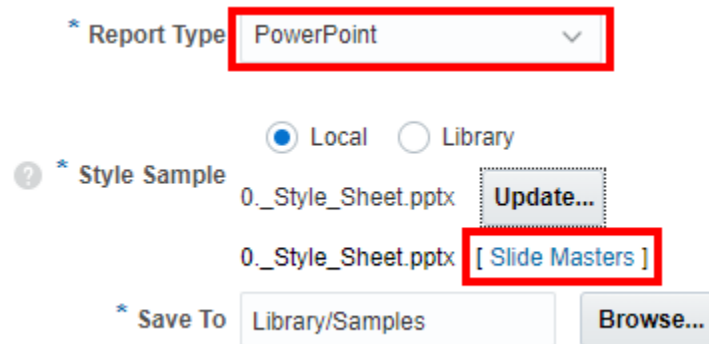 * Report Type PowerPoint
Local Library
? * Style Sample
0._Style_Sheet.pptx Update...
0._Style_Sheet.pptx [ Slide Masters ]
* Save To Library/Samples Browse...